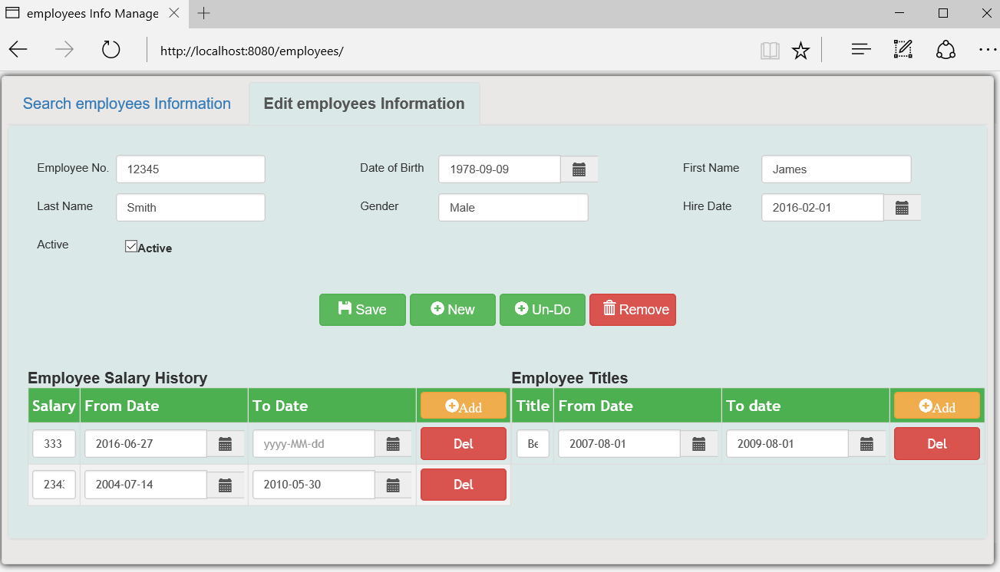 employees Info Manage
http://localhost:8080/employees/
Search employees Information Edit employees Information
Employee No. 12345 Date of Birth 1978-09-09 First Name James
Last Name Smith Gender Male Hire Date 2016-02-01
Active Active
Save New Un-Do Remove
Employee Salary History Employee Titles
Salary From Date To Date Add Title From Date To date Add
333 2016-06-27 yyyy-MM-dd Del Be 2007-08-01 2009-08-01 Del
234 2004-07-14 2010-05-30 Del